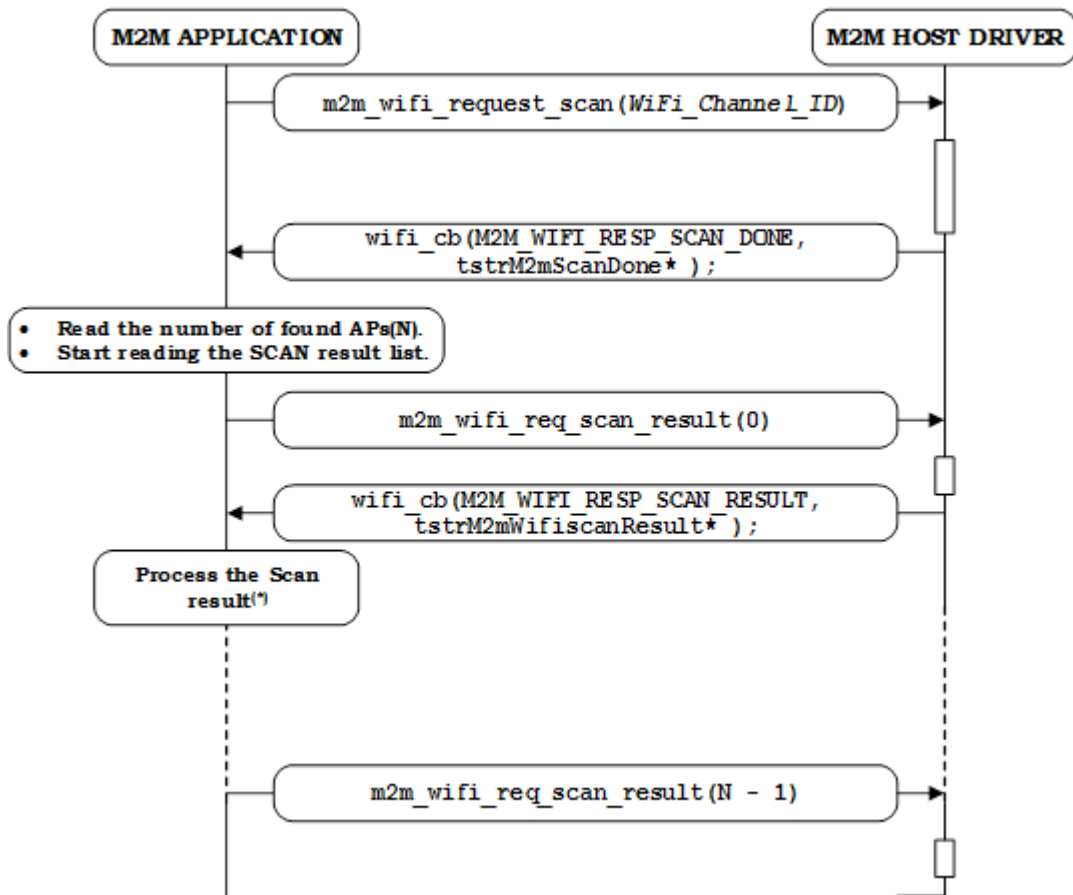 M2M APPLICATION
M2M HOST DRIVER
m2m_wifi_request_scan(WiFi_Channel_ID)
wifi_cb(M2M_WIFI_RESP_SCAN_DONE,
tstrM2mScanDone* );
• Read the number of found APs(N).
• Start reading the SCAN result list.
m2m_wifi_req_scan_result(0)
wifi_cb(M2M_WIFI_RESP_SCAN_RESULT,
tstrM2mWifiscanResult* );
Process the Scan
result(*)
m2m_wifi_req_scan_result(N - 1)